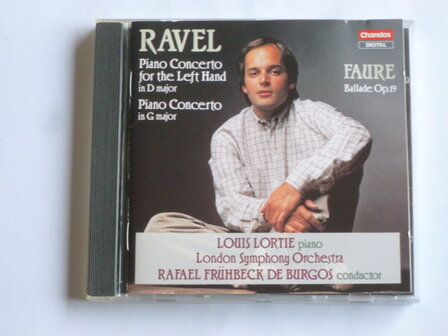 Chandos
DIGITAL
RAVEL
Piano Concerto
for the Left Hand
in D major
Piano Concerto
in G major
FAURE
Ballade Op.19
LOUIS LORTIE piano
London Symphony Orchestra
RAFAEL FRÜHBECK DE BURGOS conductor